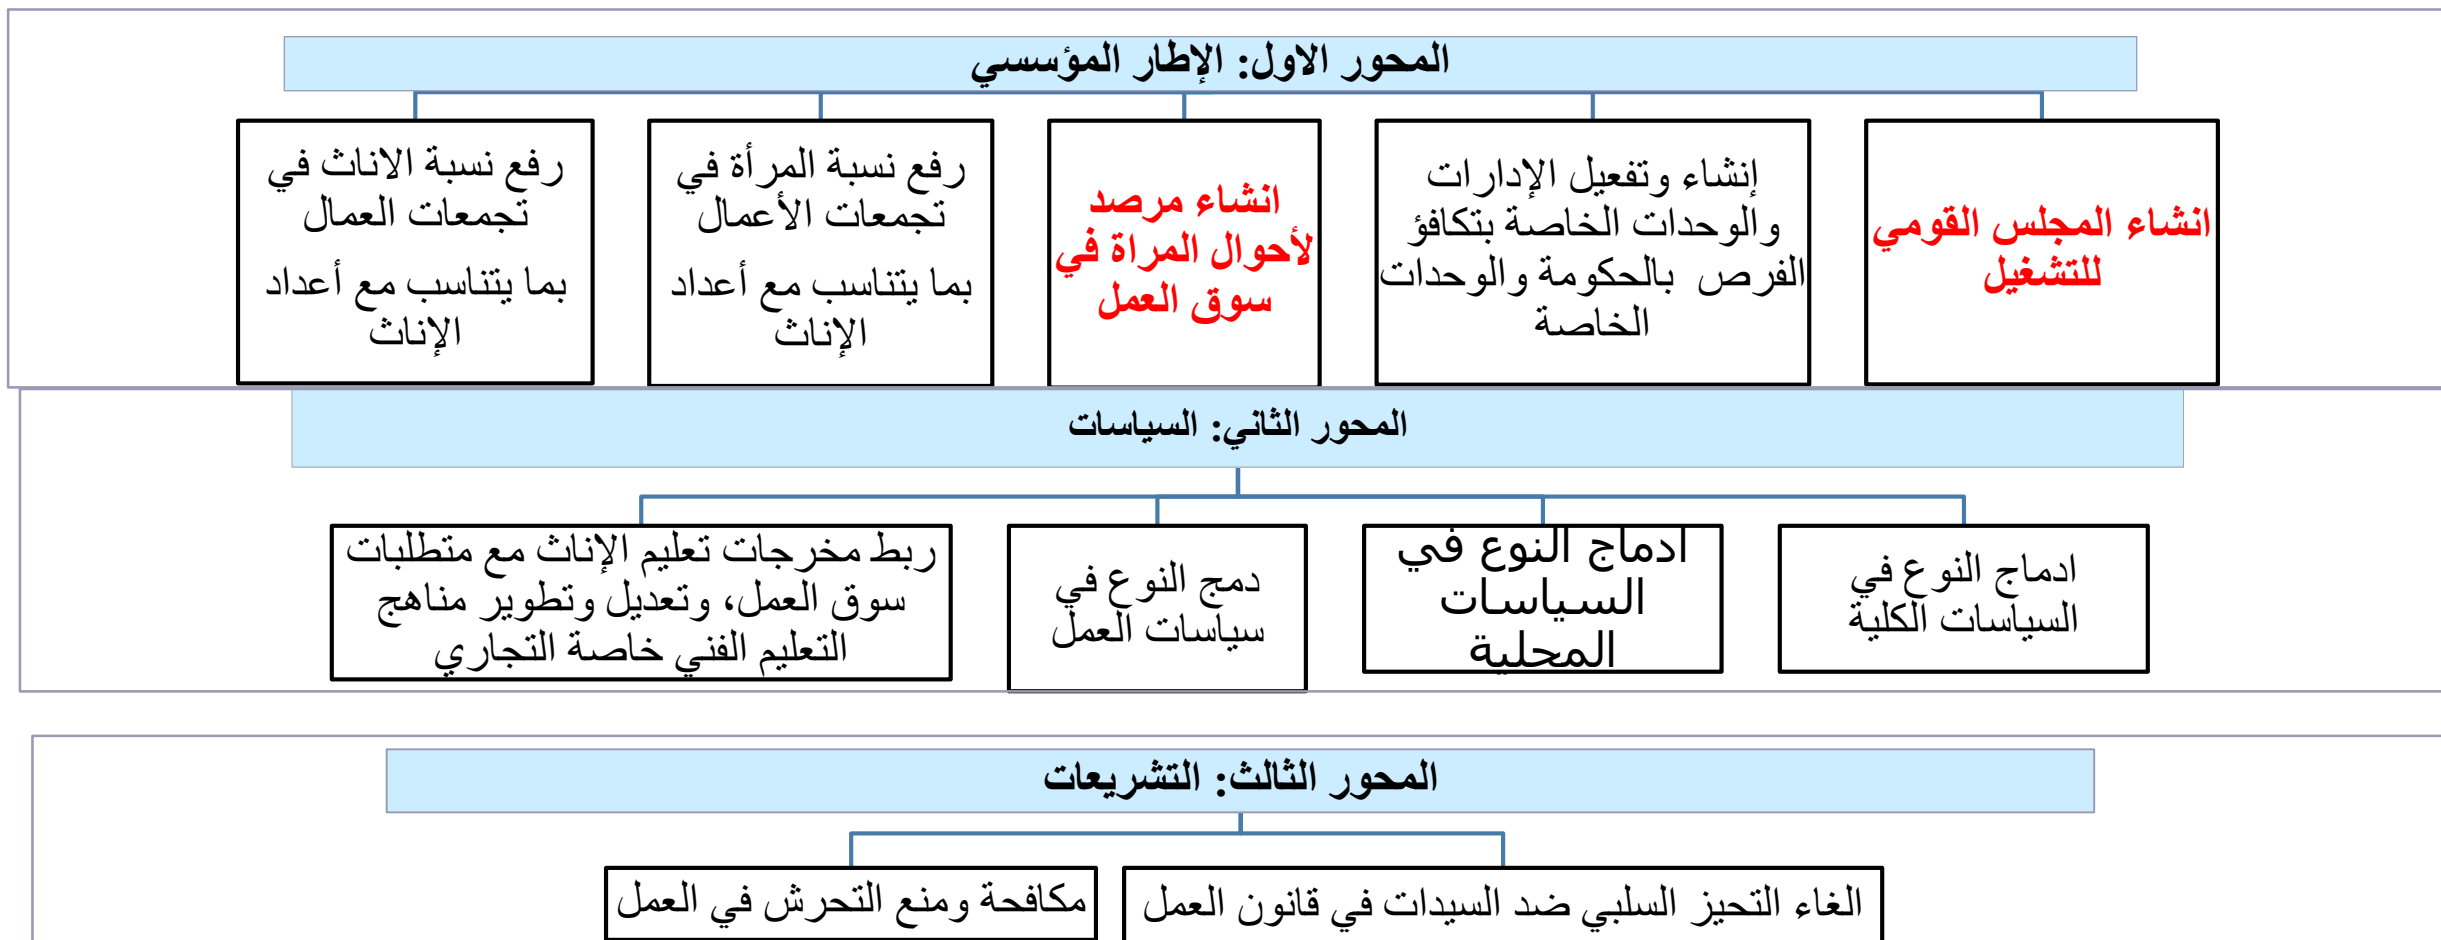 المحور الاول: الإطار المؤسسي
انشاء المجلس القومي
للتشغيل
إنشاء وتفعيل الإدارات
والوحدات الخاصة بتكافؤ
الفرص بالحكومة والوحدات
الخاصة
انشاء مرصد
لأحوال المراة في
سوق العمل
رفع نسبة المرأة في
تجمعات الأعمال
بما يتناسب مع أعداد
الإناث
رفع نسبة الاناث في
تجمعات العمال
بما يتناسب مع أعداد
الإناث
المحور الثاني: السياسات
ادماج النوع في
السياسات الكلية
ادماج النوع في
السياسات
المحلية
دمج النوع في
سياسات العمل
ربط مخرجات تعليم الإناث مع متطلبات
سوق العمل، وتعديل وتطوير مناهج
التعليم الفني خاصة التجاري
المحور الثالث: التشريعات
الغاء التحيز السلبي ضد السيدات في قانون العمل
مكافحة ومنع التحرش في العمل